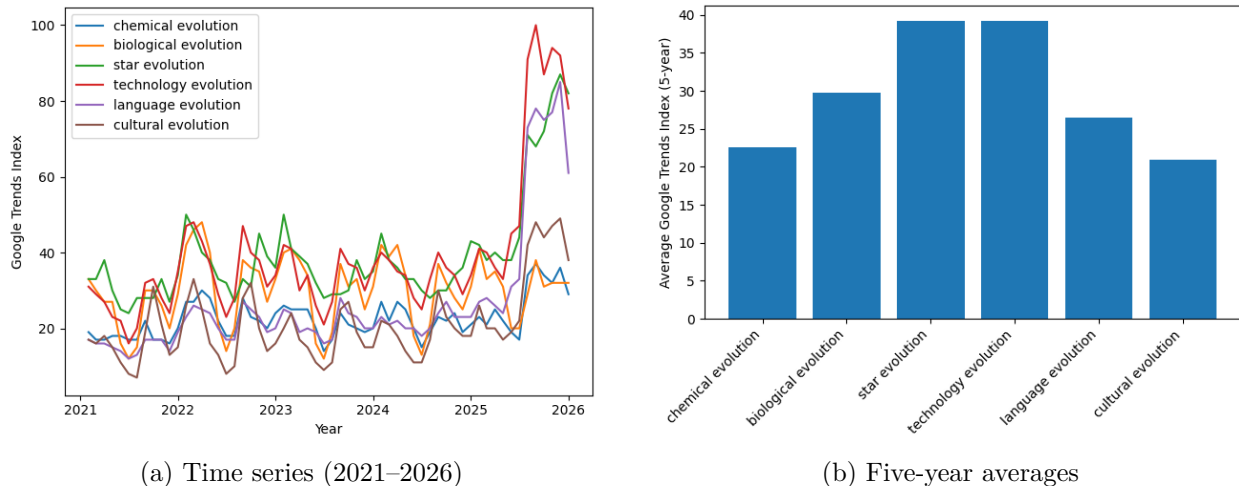 100
80
60
40
20
Google Trends Index
chemical evolution
biological evolution
star evolution
technology evolution
language evolution
cultural evolution
2021
2022
2023
2024
2025
2026
Year
(a) Time series (2021–2026)
40
35
30
25
20
15
10
5
0
Average Google Trends Index (5-year)
chemical evolution
biological evolution
star evolution
technology evolution
language evolution
cultural evolution
(b) Five-year averages